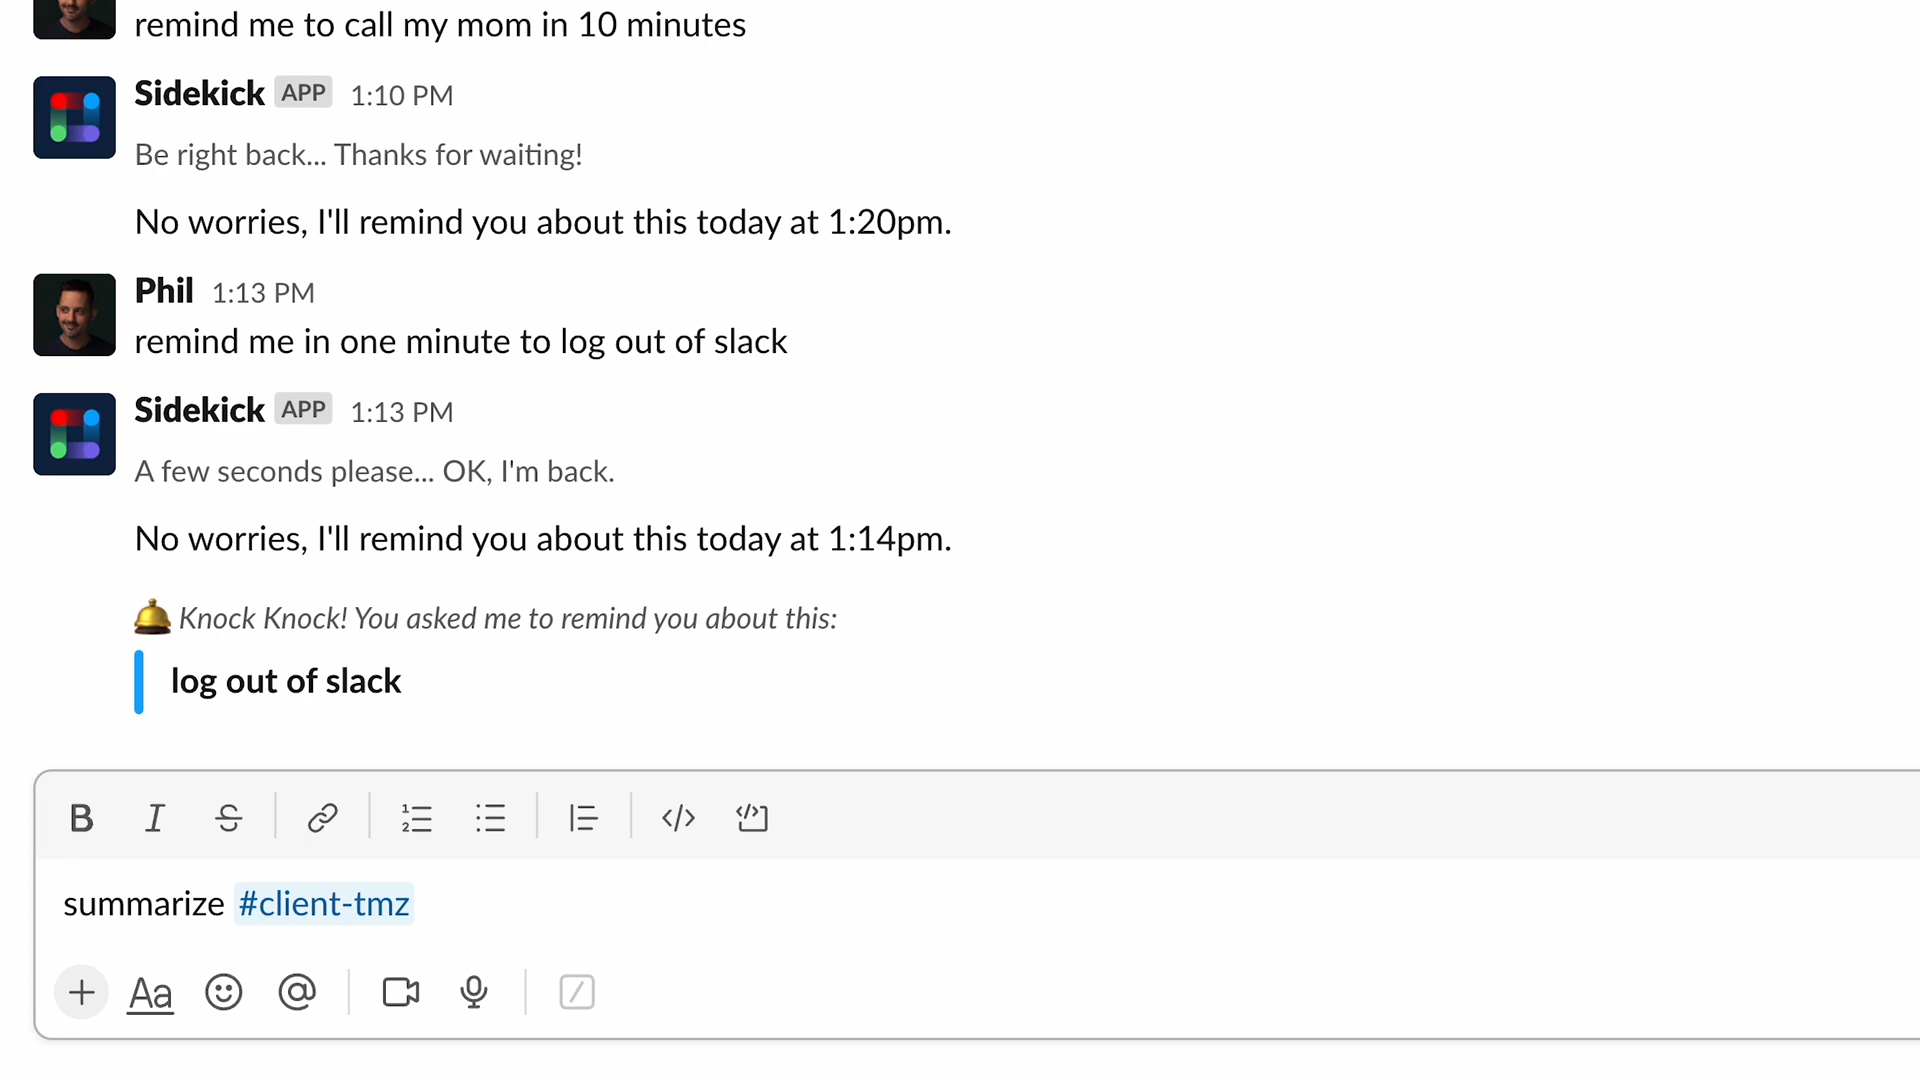 remind me to call my mom in 10 minutes
Sidekick APP 1:10 PM
Be right back... Thanks for waiting!
No worries, I'll remind you about this today at 1:20pm.
Phil 1:13 PM
remind me in one minute to log out of slack
Sidekick APP 1:13 PM
A few seconds please... OK, I'm back.
No worries, I'll remind you about this today at 1:14pm.
Knock Knock! You asked me to remind you about this:
log out of slack
summarize #client-tmz